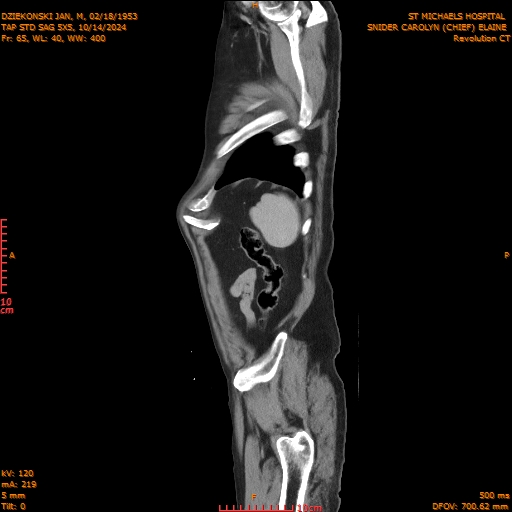 DZIEKONSKI JAN, M, 02/18/1953
TAP STD SAG 5X5, 10/14/2024
Fr: 65, WL: 40, WW: 400
H
ST MICHAELS HOSPITAL
SNIDER CAROLYN (CHIEF) ELAINE
Revolution CT
A
P
10
cm
kV: 120
mA: 219
5 mm
Tilt: 0
F
10cm
500 ms
DFOV: 700.62 mm